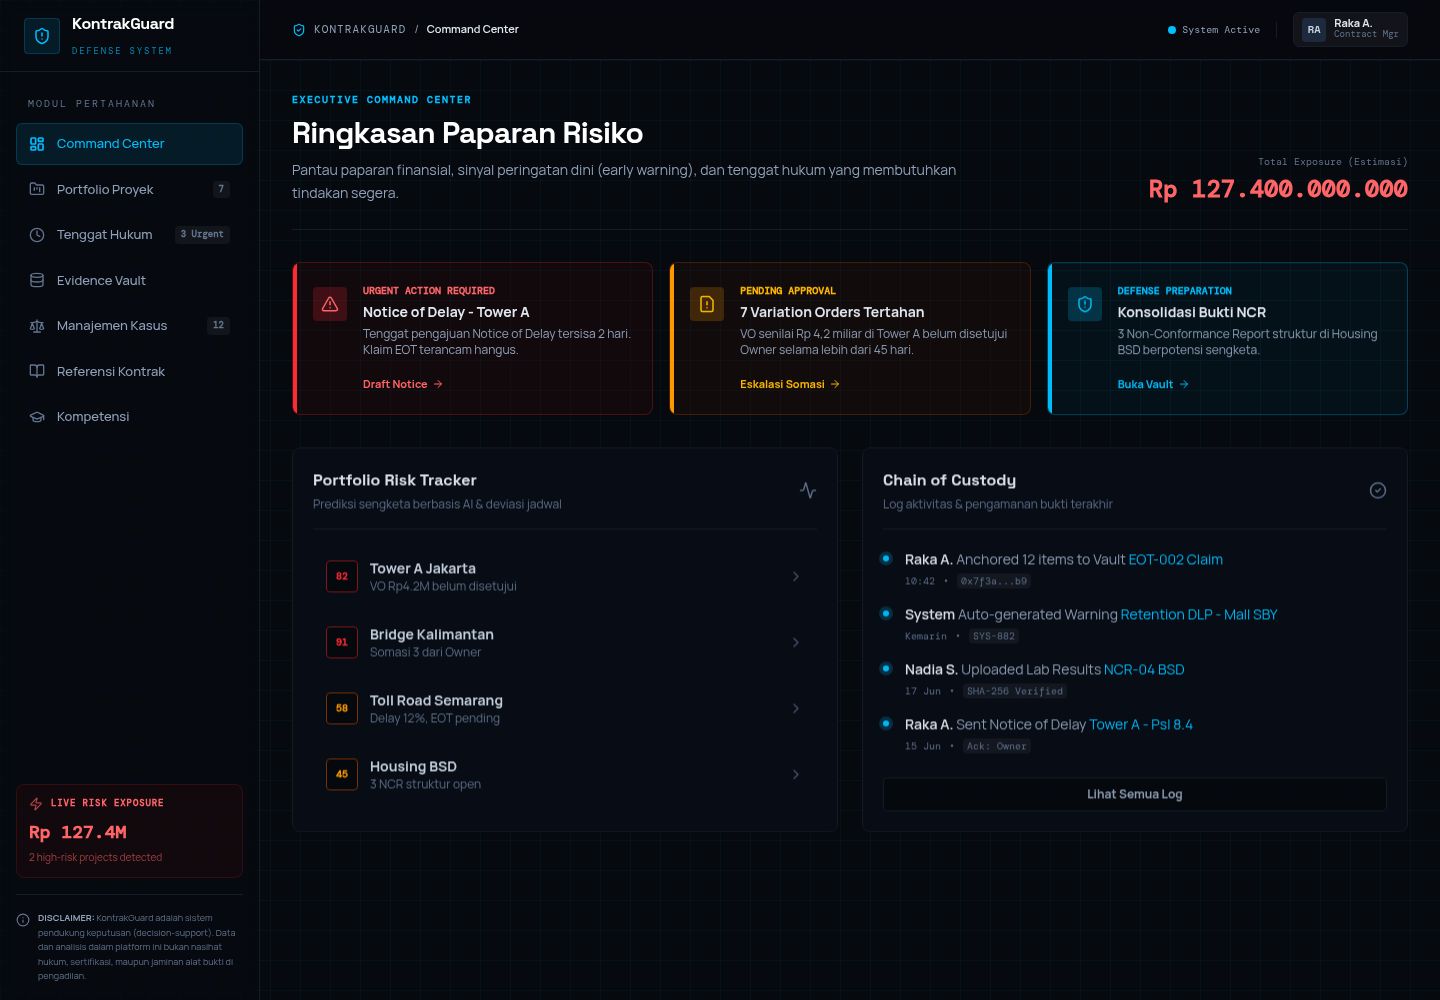 KontrakGuard
DEFENSE SYSTEM
MODUL PERTAHANAN
Command Center
Portfolio Proyek
7
Tenggat Hukum
3 Urgent
Evidence Vault
Manajemen Kasus
12
Referensi Kontrak
Kompetensi
LIVE RISK EXPOSURE
Rp 127.4M
2 high-risk projects detected
DISCLAIMER: KontrakGuard adalah sistem
pendukung keputusan (decision-support). Data
dan analisis dalam platform ini bukan nasihat
hukum, sertifikasi, maupun jaminan alat bukti di
pengadilan.
KONTRAKGUARD / Command Center
System Active
RA
Raka A.
Contract Mgr
EXECUTIVE COMMAND CENTER
Ringkasan Paparan Risiko
Pantau paparan finansial, sinyal peringatan dini (early warning), dan tenggat hukum yang membutuhkan
tindakan segera.
Total Exposure (Estimasi)
Rp 127.400.000.000
URGENT ACTION REQUIRED
Notice of Delay - Tower A
Tenggat pengajuan Notice of Delay tersisa 2 hari.
Klaim EOT terancam hangus.
Draft Notice →
PENDING APPROVAL
7 Variation Orders Tertahan
VO senilai Rp 4,2 miliar di Tower A belum disetujui
Owner selama lebih dari 45 hari.
Eskalasi Somasi →
DEFENSE PREPARATION
Konsolidasi Bukti NCR
3 Non-Conformance Report struktur di Housing
BSD berpotensi sengketa.
Buka Vault →
Portfolio Risk Tracker
Prediksi sengketa berbasis AI & deviasi jadwal
82
Tower A Jakarta
VO Rp4.2M belum disetujui
91
Bridge Kalimantan
Somasi 3 dari Owner
58
Toll Road Semarang
Delay 12%, EOT pending
45
Housing BSD
3 NCR struktur open
Chain of Custody
Log aktivitas & pengamanan bukti terakhir
Raka A. Anchored 12 items to Vault EOT-002 Claim
10:42 • 0x7f3a...b9
System Auto-generated Warning Retention DLP - Mall SBY
Kemarin • SYS-882
Nadia S. Uploaded Lab Results NCR-04 BSD
17 Jun • SHA-256 Verified
Raka A. Sent Notice of Delay Tower A - Psl 8.4
15 Jun • Ack: Owner
Lihat Semua Log